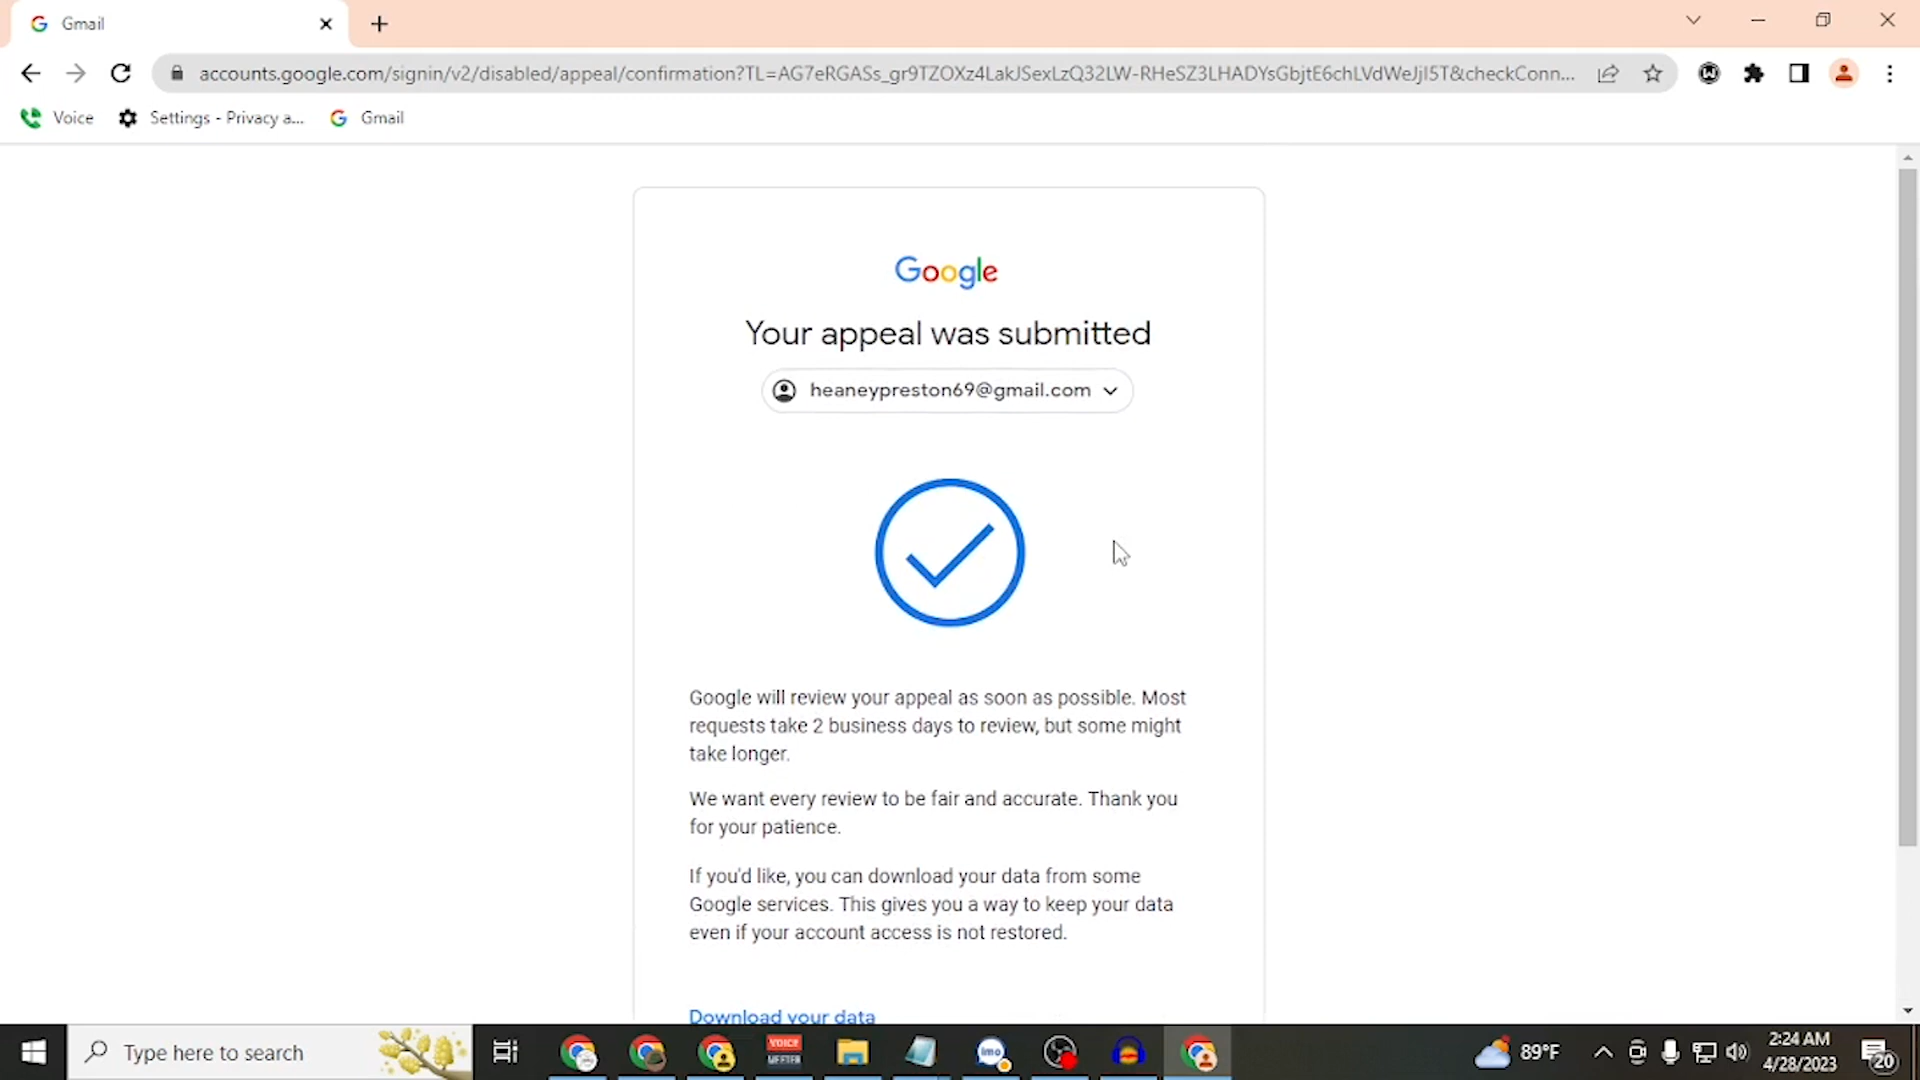 Gmail
accounts.google.com/signin/v2/disabled/appeal/confirmation?TL=AG7eRGASs_gr9TZOXz4LakJSexLzQ32LW-RHeSZ3LHADYsGbjtE6chLVdWeJjI5T&checkConn...
Voice
Settings - Privacy a...
Gmail
Google
Your appeal was submitted
heaneypreston69@gmail.com
Google will review your appeal as soon as possible. Most
requests take 2 business days to review, but some might
take longer.
We want every review to be fair and accurate. Thank you
for your patience.
If you'd like, you can download your data from some
Google services. This gives you a way to keep your data
even if your account access is not restored.
Download your data
Type here to search
VOICE
MEETER
imo
89°F
2:24 AM
4/28/2023
20